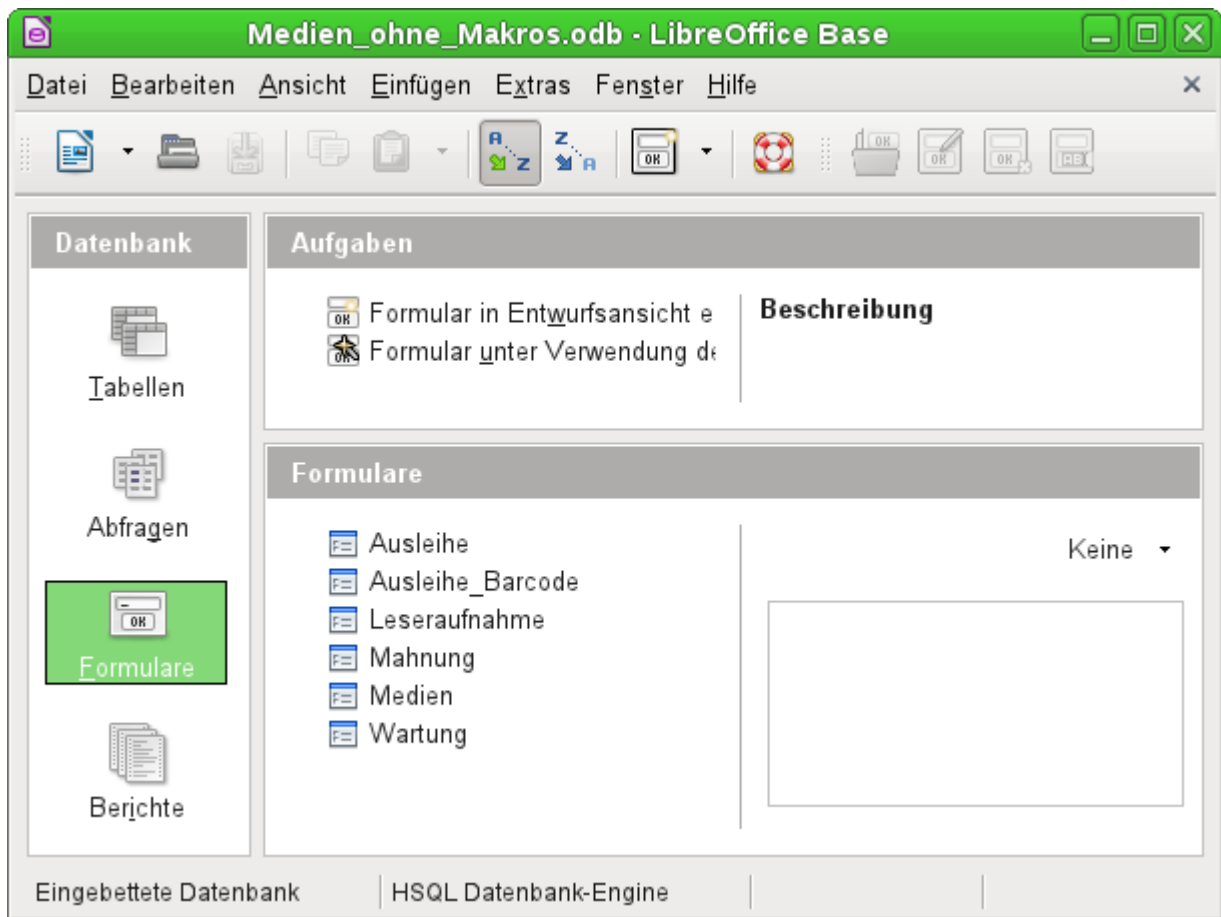 Medien_ohne_Makros.odb - LibreOffice Base
Datei Bearbeiten Ansicht Einfügen Extras Fenster Hilfe
Datenbank
Tabellen
Abfragen
Formulare
Berichte
Aufgaben
Formular in Entwurfsansicht e
Formular unter Verwendung de
Beschreibung
Formulare
Ausleihe
Ausleihe_Barcode
Leseraufnahme
Mahnung
Medien
Wartung
Keine
Eingebettete Datenbank
HSQL Datenbank-Engine